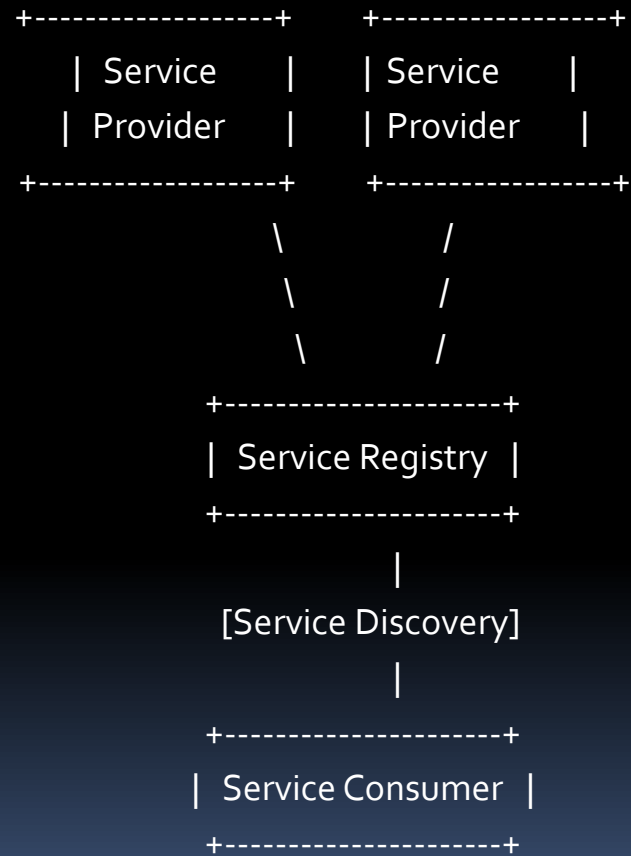 +-------------------+ +------------------+
| Service | | Service |
| Provider | | Provider |
+-------------------+ +------------------+
\ /
\ /
\ /
+----------------------+
| Service Registry |
+----------------------+
|
[Service Discovery]
|
+----------------------+
| Service Consumer |
+----------------------+